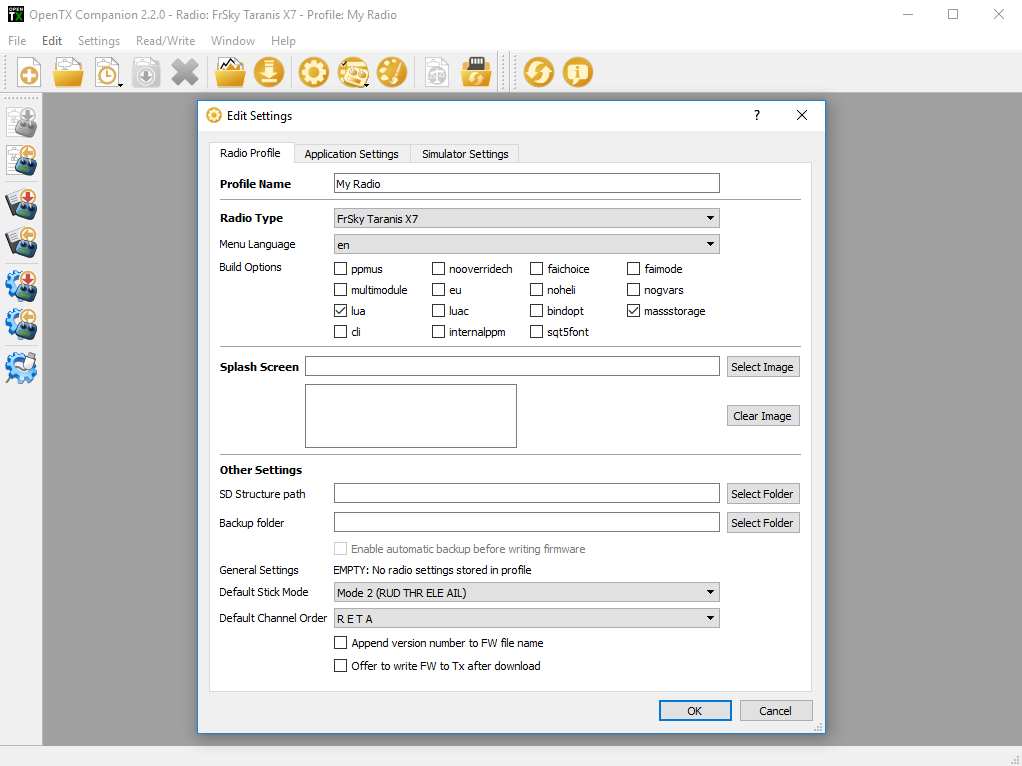 OPEN TX OpenTX Companion 2.2.0 - Radio: FrSky Taranis X7 - Profile: My Radio
File Edit Settings Read/Write Window Help
Edit Settings ?
Radio Profile Application Settings Simulator Settings
Profile Name My Radio
Radio Type FrSky Taranis X7
Menu Language en
Build Options ppmus nooverridech faichoice faimode
multimodule eu noheli nogvars
lua luac bindopt massstorage
cli internalppm sqt5font
Splash Screen Select Image
Clear Image
Other Settings
SD Structure path Select Folder
Backup folder Select Folder
Enable automatic backup before writing firmware
General Settings EMPTY: No radio settings stored in profile
Default Stick Mode Mode 2 (RUD THR ELE AIL)
Default Channel Order R E T A
Append version number to FW file name
Offer to write FW to Tx after download
OK Cancel